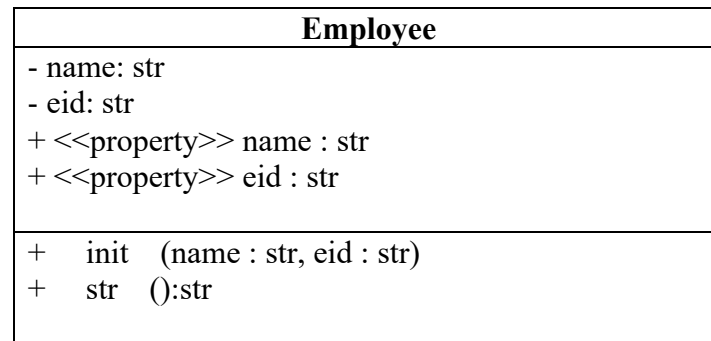 Employee
- name: str
- eid: str
+ <<property>> name : str
+ <<property>> eid : str
+ init (name : str, eid : str)
+ str ():str